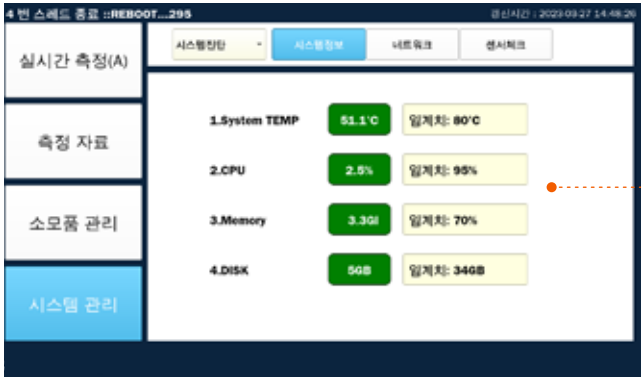 4 번 스레드 종료 ::REBOOT...295
갱신시간 : 2023-03-27 14:48:26
실시간 측정(A)
시스템진단
시스템정보
네트워크
센서체크
1.System TEMP 51.1'C 임계치: 80'C
측정 자료
2.CPU 2.5% 임계치: 95%
소모품 관리
3.Memory 3.3GI 임계치: 70%
4.DISK 5GB 임계치: 34GB
시스템 관리